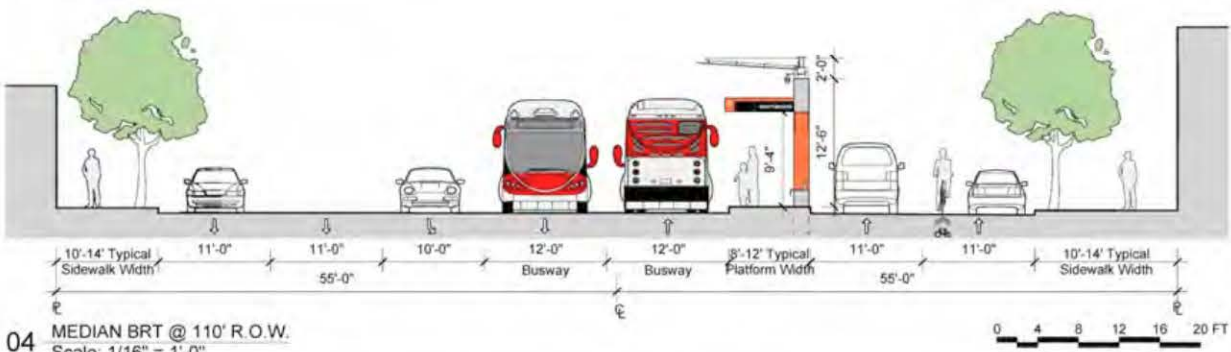 2'-0"
12'-6"
9'-4"
10'-14' Typical
Sidewalk Width
11'-0"
11'-0"
10'-0"
12'-0"
Busway
12'-0"
Busway
8'-12' Typical
Platform Width
11'-0"
11'-0"
10'-14' Typical
Sidewalk Width
55'-0"
55'-0"
04 MEDIAN BRT @ 110' R.O.W.
Scale: 1/16" = 1'-0"
0 4 8 12 16 20 FT